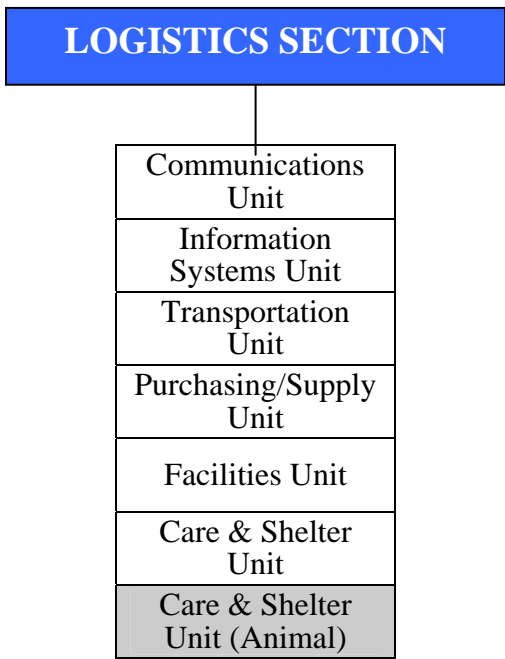 LOGISTICS SECTION
Communications
Unit
Information
Systems Unit
Transportation
Unit
Purchasing/Supply
Unit
Facilities Unit
Care & Shelter
Unit
Care & Shelter
Unit (Animal)